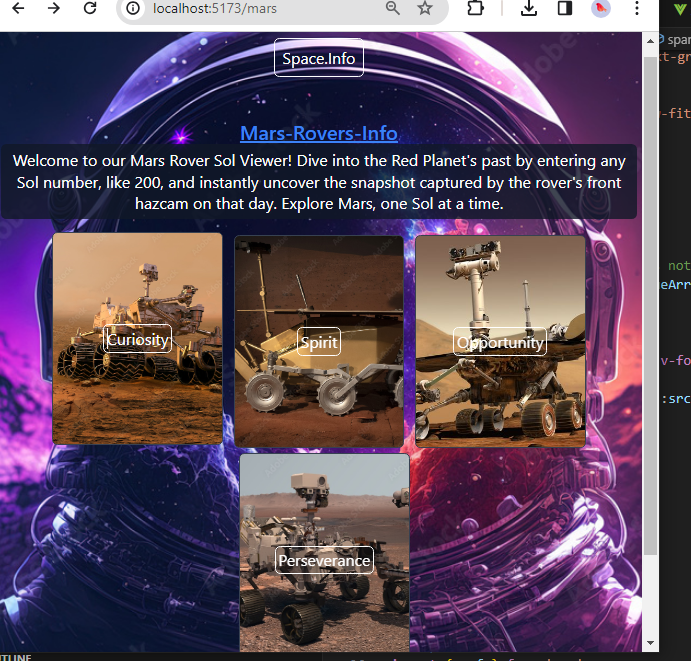 localhost:5173/mars
Space.Info
Mars-Rovers-Info
Welcome to our Mars Rover Sol Viewer! Dive into the Red Planet's past by entering any
Sol number, like 200, and instantly uncover the snapshot captured by the rover's front
hazcam on that day. Explore Mars, one Sol at a time.
Curiosity
Spirit
Opportunity
Perseverance
span
t-gr
-fit
not
eArr
v-fo
:src
TLINE